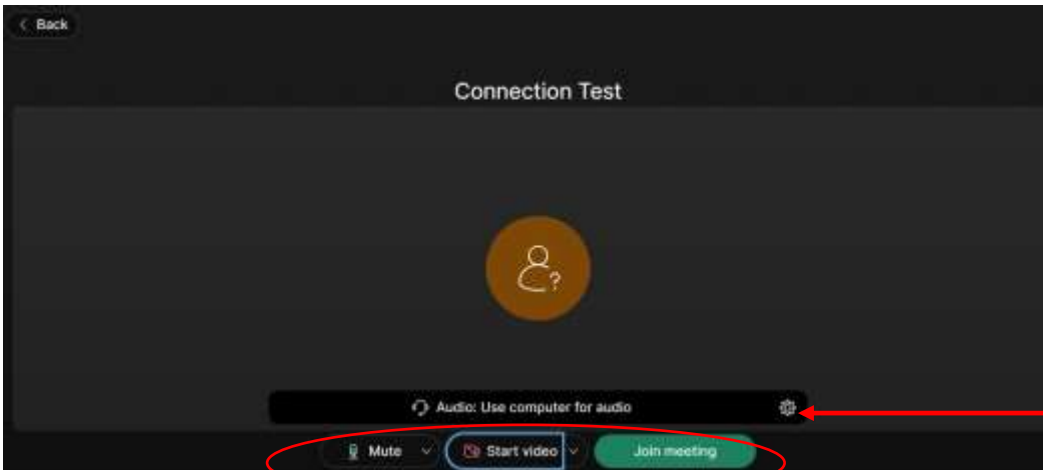 Back
Connection Test
Audio: Use computer for audio
Mute
Start video
Join meeting